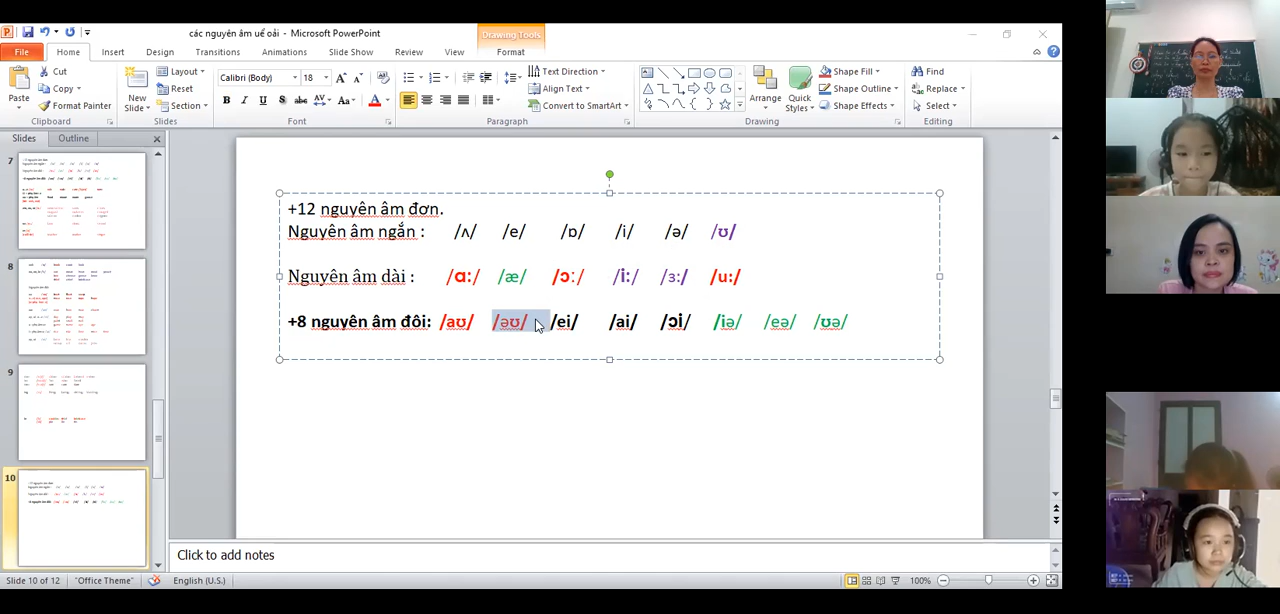 các nguyên âm uể oải - Microsoft PowerPoint
Drawing Tools
File Home Insert Design Transitions Animations Slide Show Review View Format
Paste Cut Copy Format Painter
Clipboard
New Slide Layout Reset Section
Slides
Calibri (Body) 18
Font
Text Direction Align Text Convert to SmartArt
Paragraph
Arrange Quick Styles Shape Fill Shape Outline Shape Effects
Drawing
Find Replace Select
Editing
Slides Outline
7
8
9
10
+12 nguyên âm đơn.
Nguyên âm ngắn : /ʌ/ /e/ /ɒ/ /i/ /ə/ /ʊ/
Nguyên âm dài : /ɑː/ /æ/ /ɔː/ /iː/ /ɜː/ /uː/
+8 nguyên âm đôi: /aʊ/ /əʊ/ /ei/ /ai/ /ɔi/ /iə/ /eə/ /ʊə/
Click to add notes
Slide 10 of 12 "Office Theme" English (U.S.) 100%